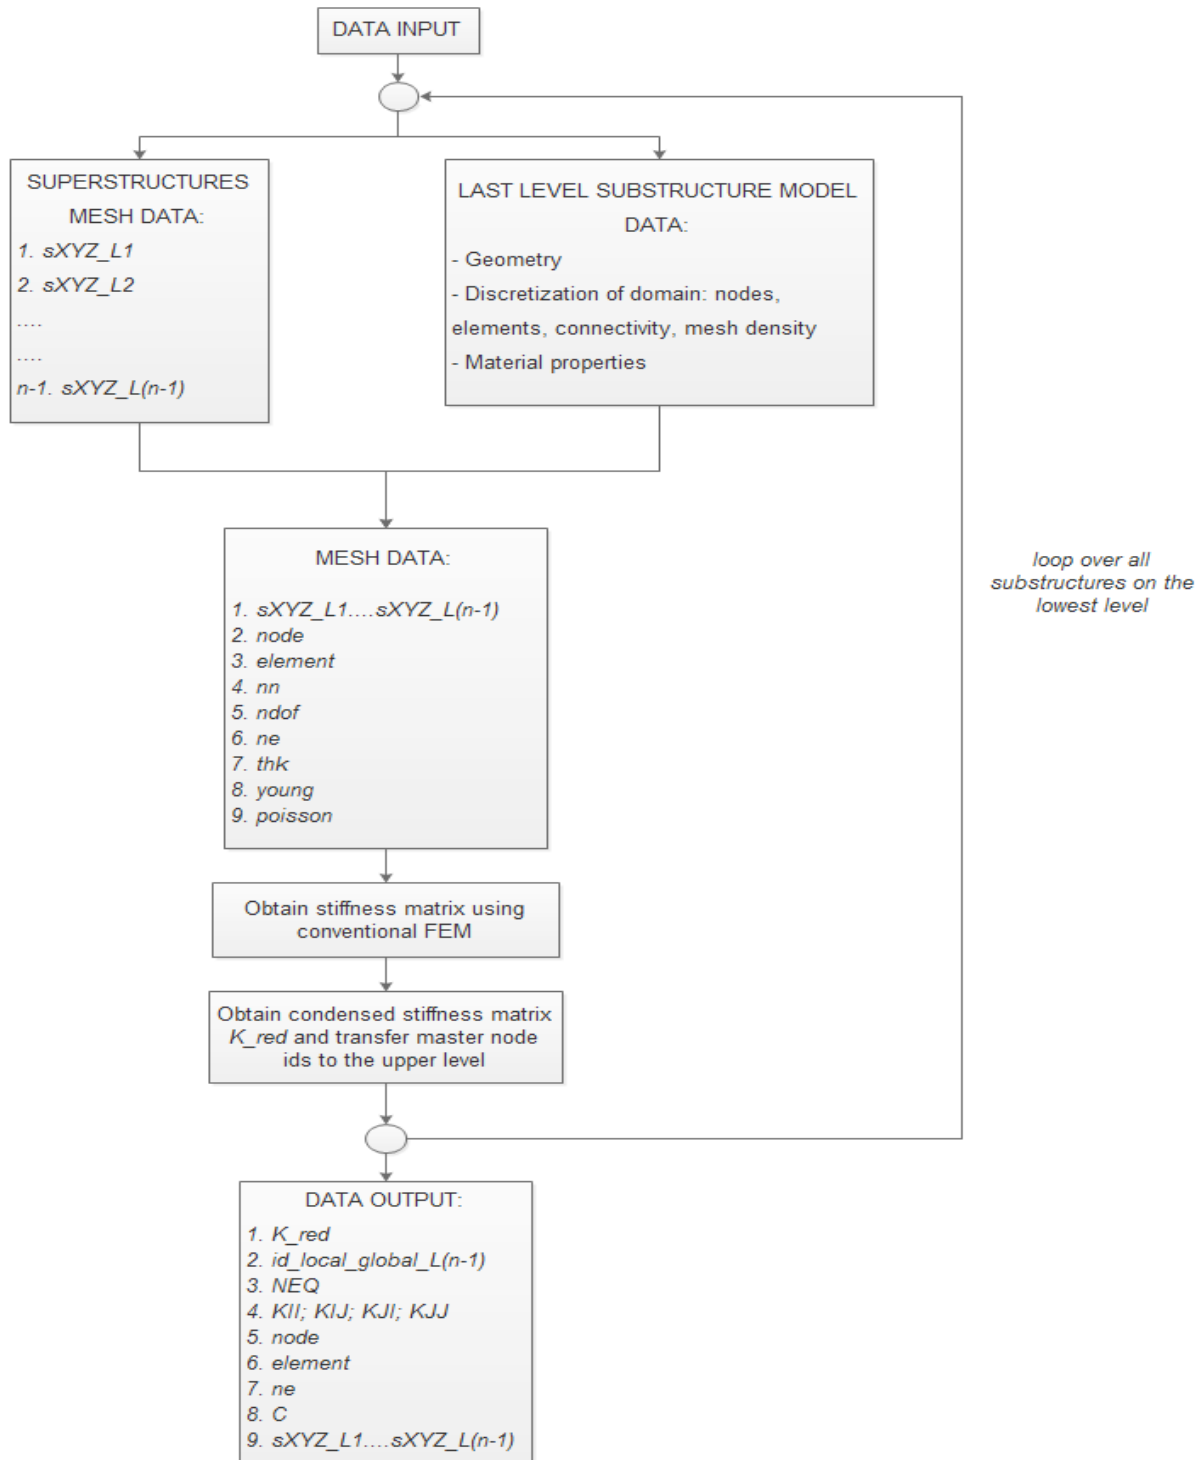 DATA INPUT
SUPERSTRUCTURES
MESH DATA:
1. sXYZ_L1
2. sXYZ_L2
....
....
n-1. sXYZ_L(n-1)
LAST LEVEL SUBSTRUCTURE MODEL
DATA:
- Geometry
- Discretization of domain: nodes,
elements, connectivity, mesh density
- Material properties
MESH DATA:
1. sXYZ_L1....sXYZ_L(n-1)
2. node
3. element
4. nn
5. ndof
6. ne
7. thk
8. young
9. poisson
loop over all
substructures on the
lowest level
Obtain stiffness matrix using
conventional FEM
Obtain condensed stiffness matrix
K_red and transfer master node
ids to the upper level
DATA OUTPUT:
1. K_red
2. id_local_global_L(n-1)
3. NEQ
4. KII; KIJ; KJI; KJJ
5. node
6. element
7. ne
8. C
9. sXYZ_L1....sXYZ_L(n-1)